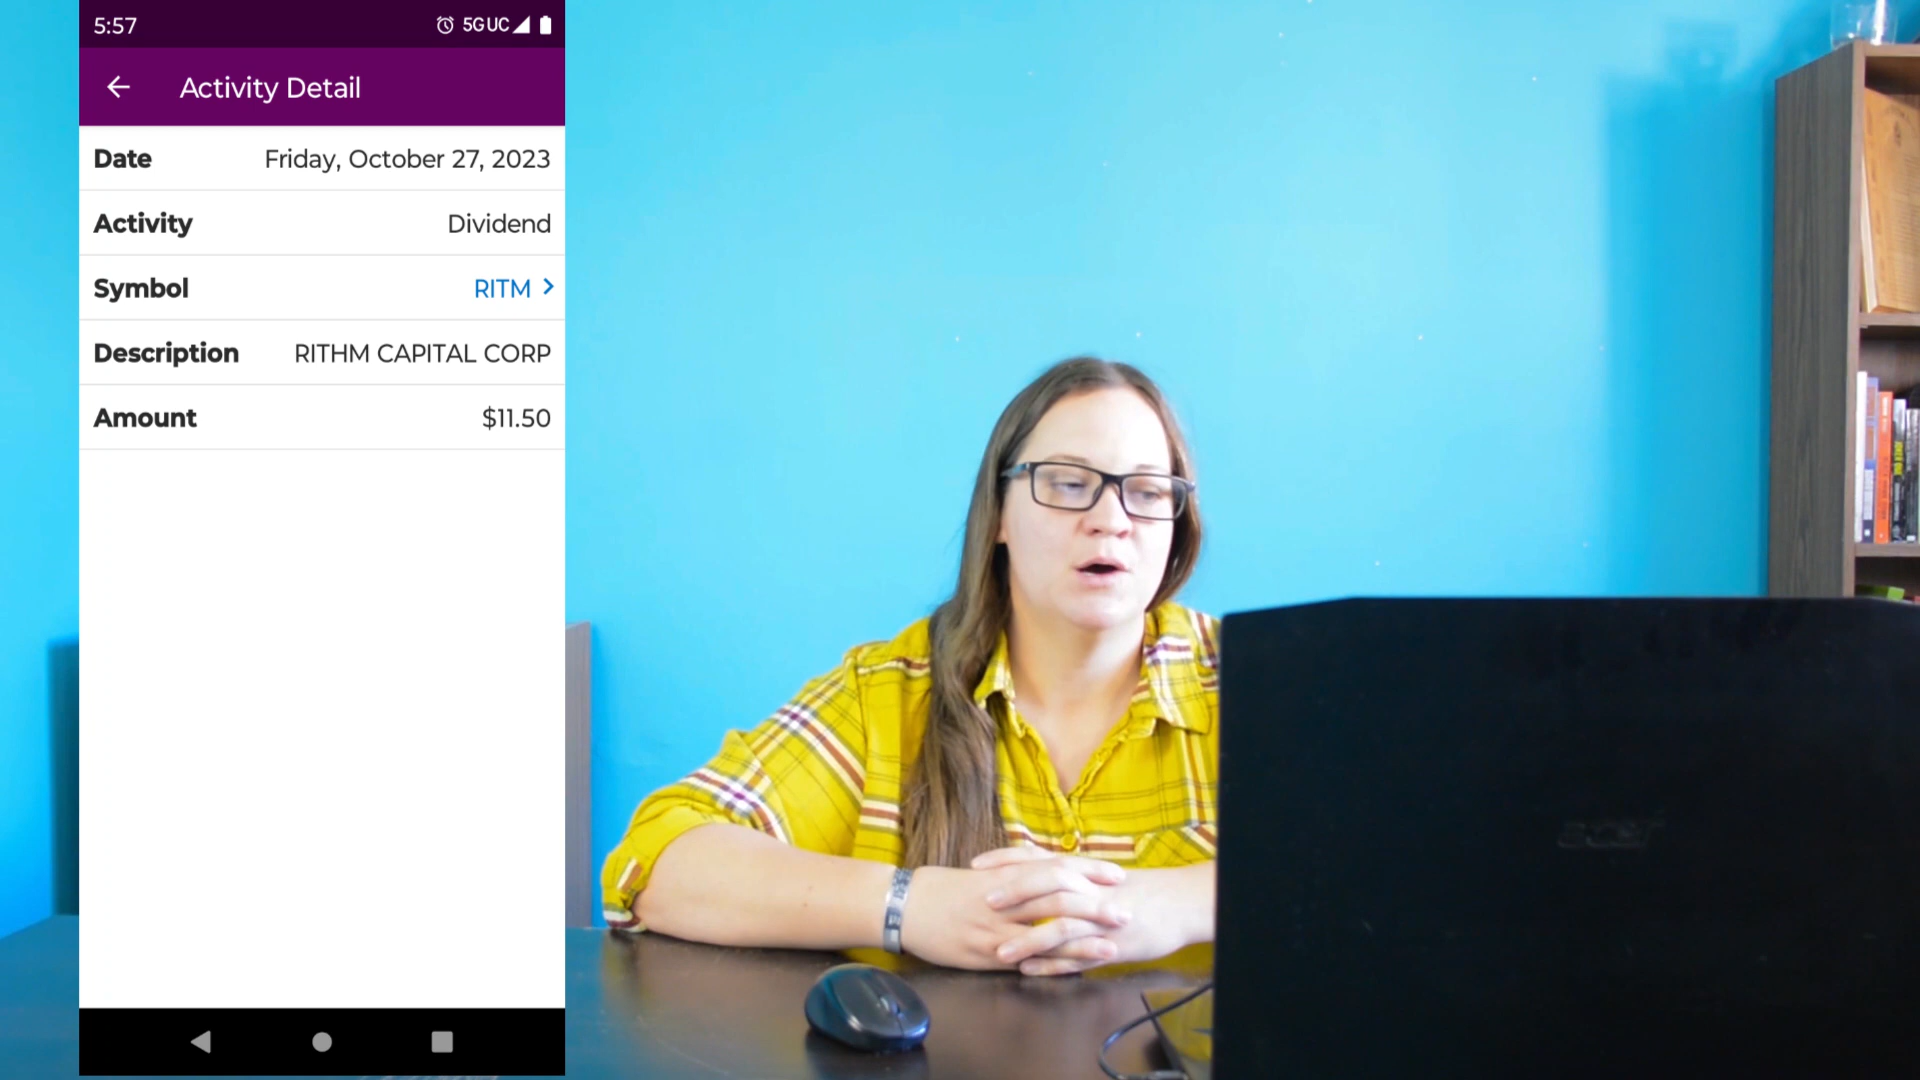 5:57 5G UC
Activity Detail
Date Friday, October 27, 2023
Activity Dividend
Symbol RITM
Description RITHM CAPITAL CORP
Amount $11.50
acer